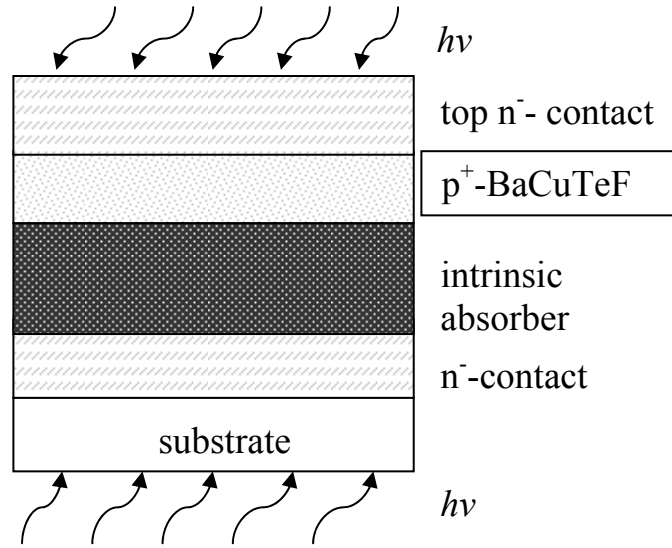 hν
top n⁻- contact
p⁺-BaCuTeF
intrinsic
absorber
n⁻-contact
substrate
hν